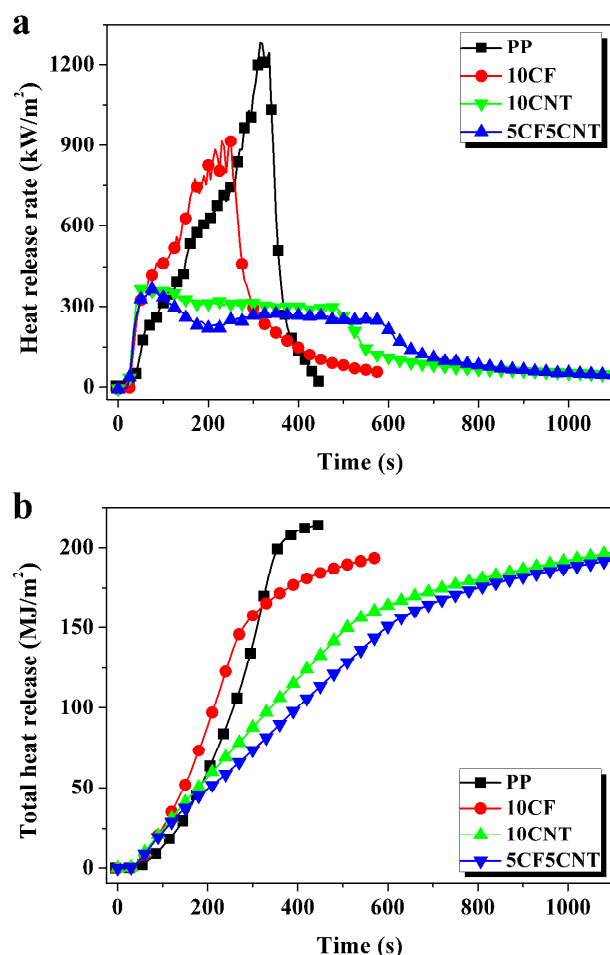 a
PP
10CF
10CNT
5CF5CNT
Heat release rate (kW/m²)
1200
900
600
300
0
0 200 400 600 800 1000
Time (s)
b
Total heat release (MJ/m²)
200
150
100
50
0
PP
10CF
10CNT
5CF5CNT
0 200 400 600 800 1000
Time (s)